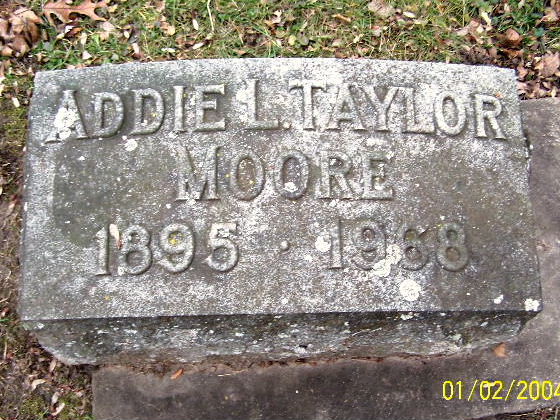 ADDIE L. TAYLOR
MOORE
1895 · 1968
01/02/2004